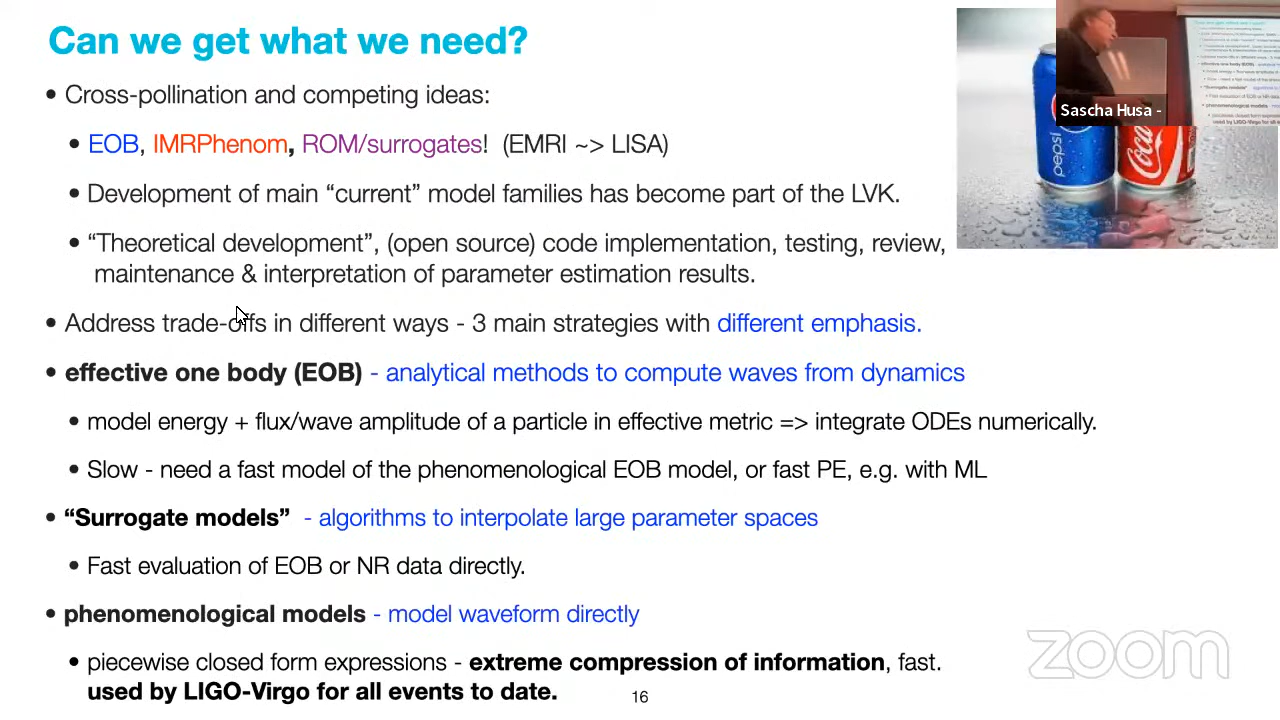 Can we get what we need?
• Cross-pollination and competing ideas:
• EOB, IMRPhenom, ROM/surrogates! (EMRI ~> LISA)
• Development of main “current” model families has become part of the LVK.
• “Theoretical development”, (open source) code implementation, testing, review,
maintenance & interpretation of parameter estimation results.
• Address trade-offs in different ways - 3 main strategies with different emphasis.
• effective one body (EOB) - analytical methods to compute waves from dynamics
• model energy + flux/wave amplitude of a particle in effective metric => integrate ODEs numerically.
• Slow - need a fast model of the phenomenological EOB model, or fast PE, e.g. with ML
• “Surrogate models” - algorithms to interpolate large parameter spaces
• Fast evaluation of EOB or NR data directly.
• phenomenological models - model waveform directly
• piecewise closed form expressions - extreme compression of information, fast.
used by LIGO-Virgo for all events to date.
16
Sascha Husa -
pepsi
Coca
zoom